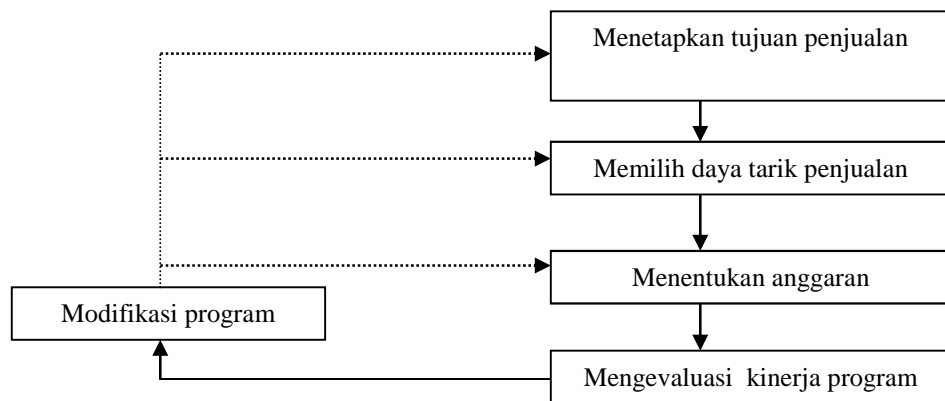 Menetapkan tujuan penjualan
Memilih daya tarik penjualan
Menentukan anggaran
Modifikasi program
Mengevaluasi kinerja program